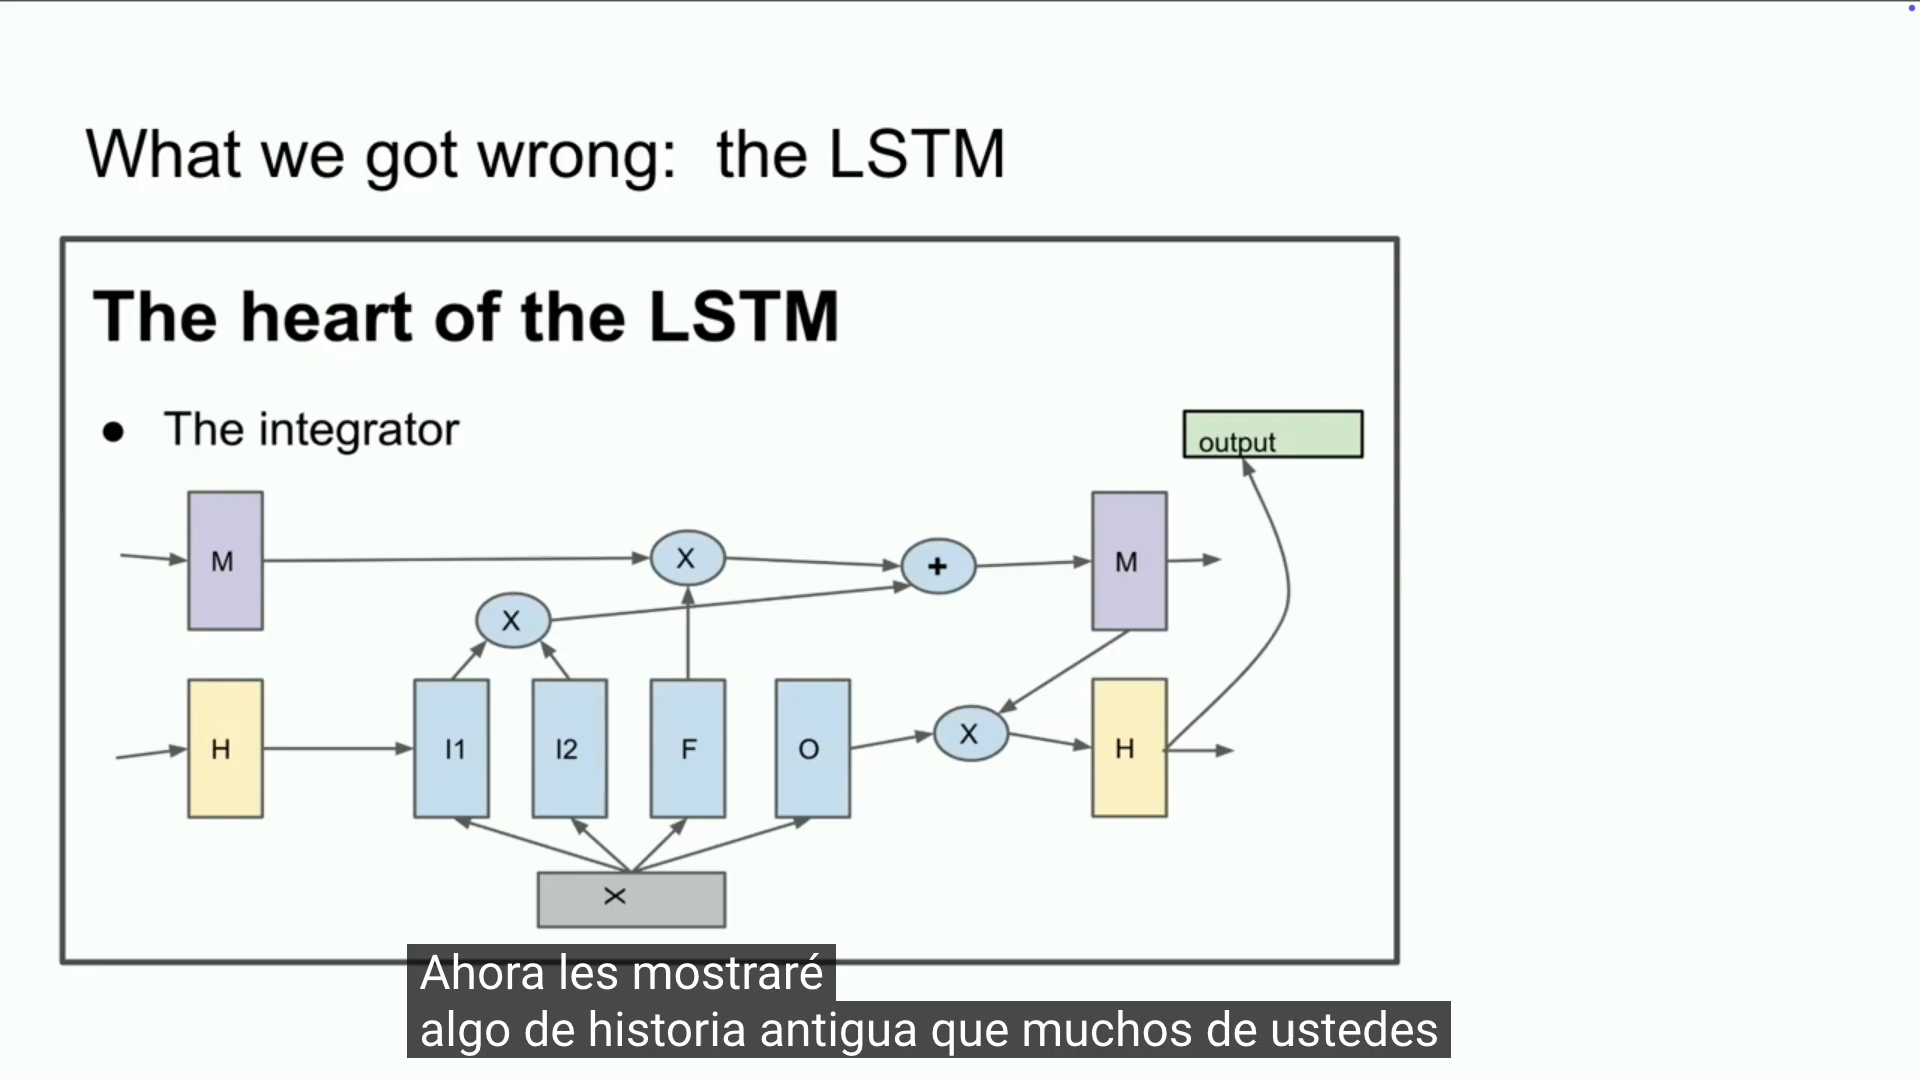 What we got wrong: the LSTM
The heart of the LSTM
● The integrator
output
M X + M
X
H I1 I2 F O X H
X
Ahora les mostraré
algo de historia antigua que muchos de ustedes